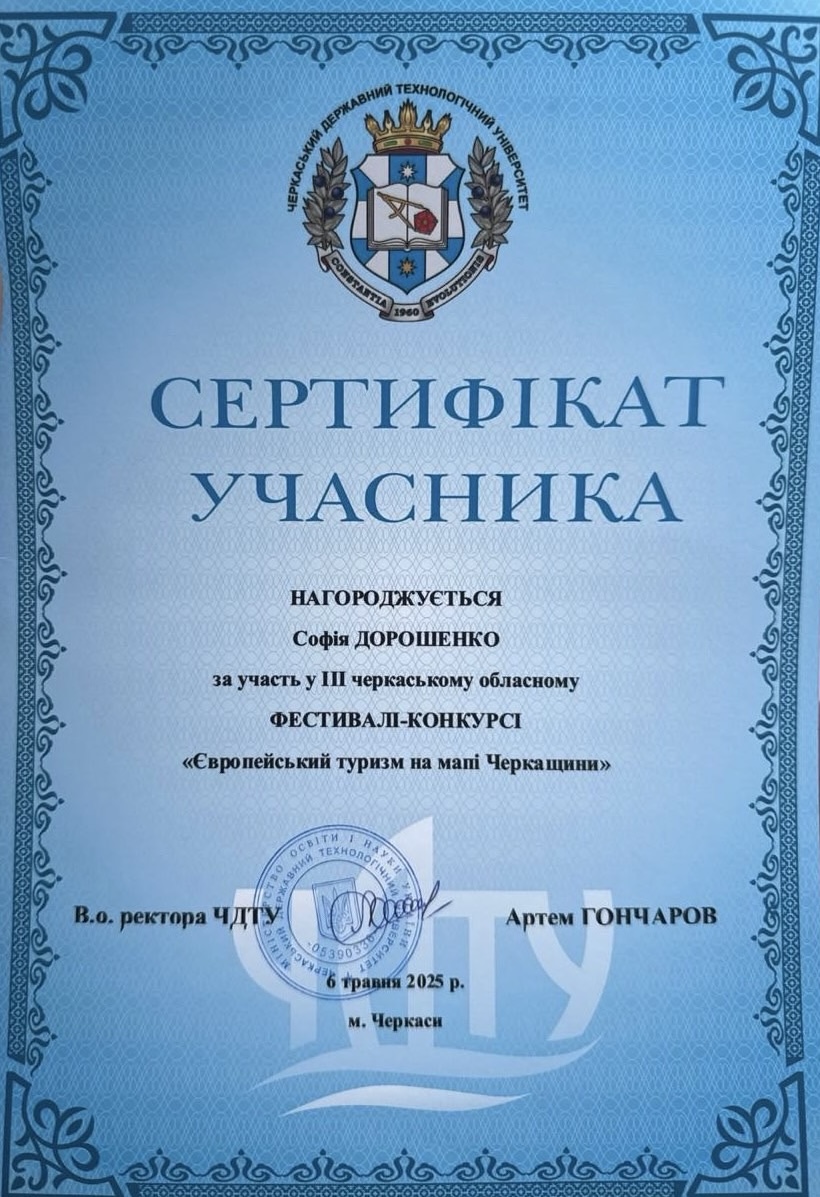 ЧЕРКАСЬКИЙ ДЕРЖАВНИЙ ТЕХНОЛОГІЧНИЙ УНІВЕРСИТЕТ
CONSTANTIA 1960 EVOLUTIONIS
СЕРТИФІКАТ
УЧАСНИКА
НАГОРОДЖУЄТЬСЯ
Софія ДОРОШЕНКО
за участь у ІІІ черкаському обласному
ФЕСТИВАЛІ-КОНКУРСІ
«Європейський туризм на мапі Черкащини»
МІНІСТЕРСТВО ОСВІТИ І НАУКИ УКРАЇНИ
ЧЕРКАСЬКИЙ ДЕРЖАВНИЙ ТЕХНОЛОГІЧНИЙ УНІВЕРСИТЕТ
В.о. ректора ЧДТУ Артем ГОНЧАРОВ
ЧДТУ
6 травня 2025 р.
м. Черкаси